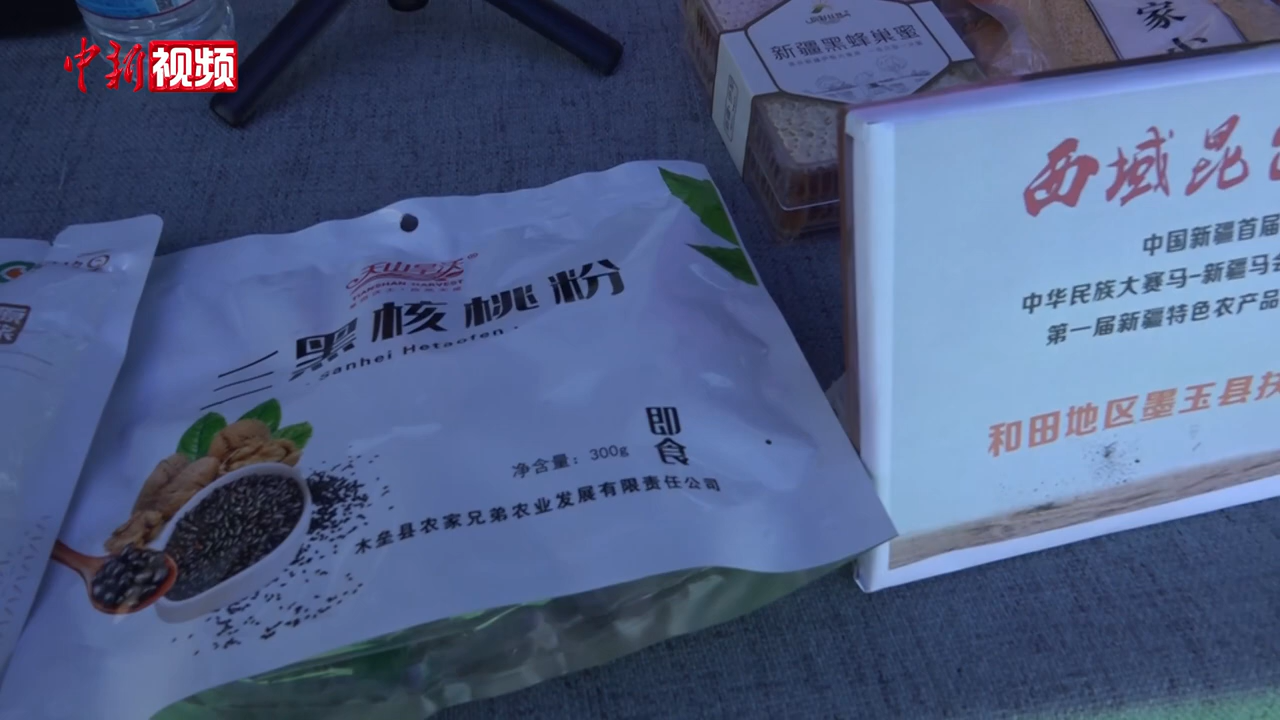 中新视频
新疆黑蜂巢蜜
家
天山皇沃®
TIANSHAN HARVEST
三黑核桃粉
Sanhei Hetaofen
即食
净含量：300g
木垒县农家兄弟农业发展有限责任公司
西域昆
中国新疆首届
中华民族大赛马-新疆马会
第一届新疆特色农产品
和田地区墨玉县扶